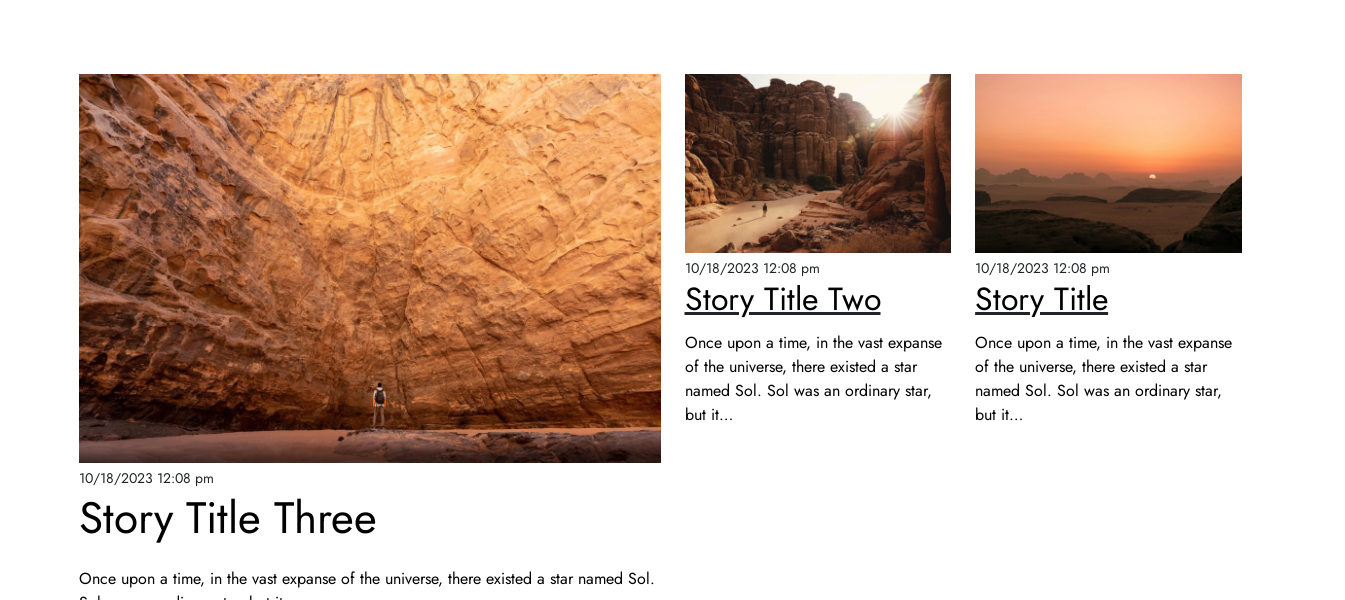 10/18/2023 12:08 pm
Story Title Three
Once upon a time, in the vast expanse of the universe, there existed a star named Sol.
10/18/2023 12:08 pm
Story Title Two
Once upon a time, in the vast expanse
of the universe, there existed a star
named Sol. Sol was an ordinary star,
but it...
10/18/2023 12:08 pm
Story Title
Once upon a time, in the vast expanse
of the universe, there existed a star
named Sol. Sol was an ordinary star,
but it...